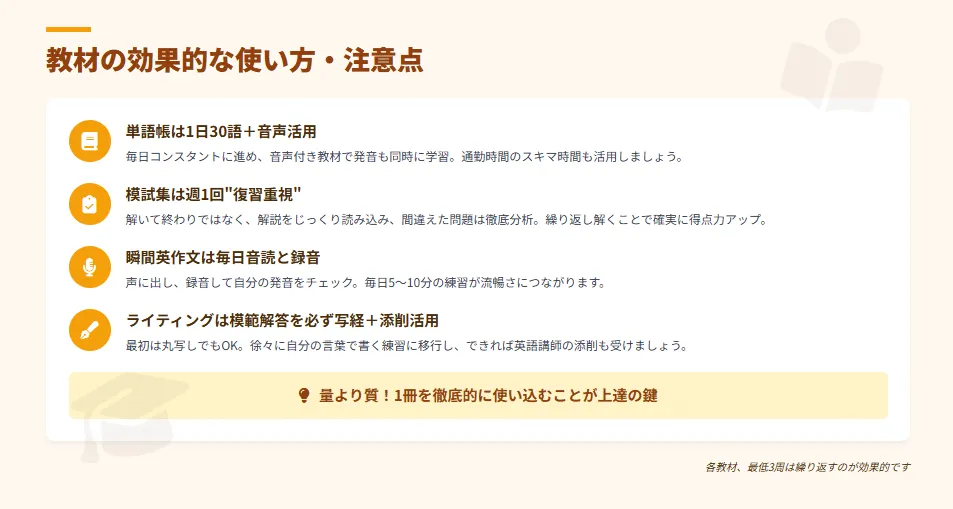 教材の効果的な使い方・注意点
単語帳は1日30語＋音声活用
毎日コンスタントに進め、音声付き教材で発音も同時に学習。通勤時間のスキマ時間も活用しましょう。
模試集は週1回"復習重視"
解いて終わりではなく、解説をじっくり読み込み、間違えた問題は徹底分析。繰り返し解くことで確実に得点力アップ。
瞬間英作文は毎日音読と録音
声に出し、録音して自分の発音をチェック。毎日5～10分の練習が流暢さにつながります。
ライティングは模範解答を必ず写経＋添削活用
最初は丸写しでもOK。徐々に自分の言葉で書く練習に移行し、できれば英語講師の添削も受けましょう。
量より質！1冊を徹底的に使い込むことが上達の鍵
各教材、最低3周は繰り返すのが効果的です